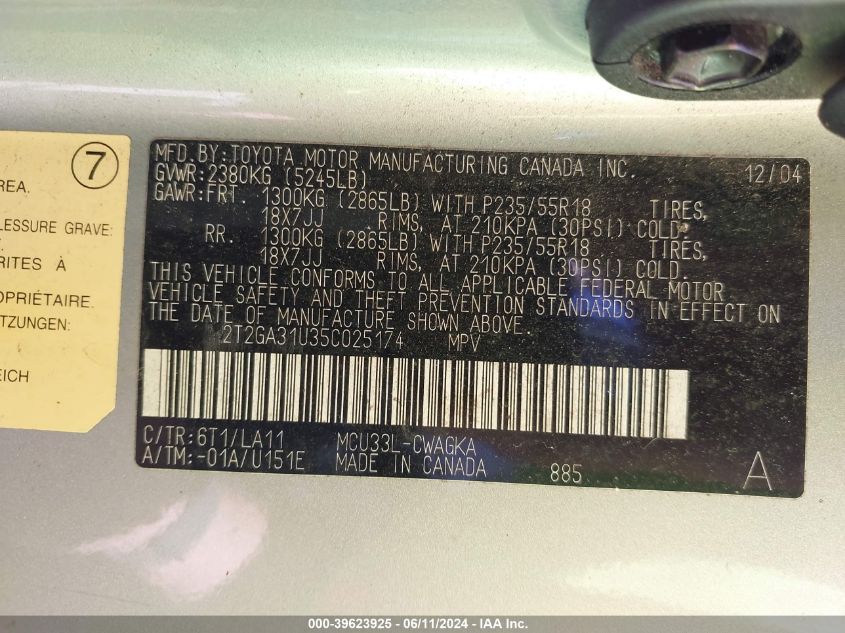 7
REA.
LESSURE GRAVE:
RITES À
OPRIÉTAIRE.
TZUNGEN:
EICH
MFD. BY: TOYOTA MOTOR MANUFACTURING CANADA INC. 12/04
GVWR: 2380KG (5245LB)
GAWR: FRT. 1300KG (2865LB) WITH P235/55R18 TIRES,
18X7JJ RIMS, AT 210KPA (30PSI) COLD.
RR. 1300KG (2865LB) WITH P235/55R18 TIRES,
18X7JJ RIMS, AT 210KPA (30PSI) COLD.
THIS VEHICLE CONFORMS TO ALL APPLICABLE FEDERAL MOTOR
VEHICLE SAFETY AND THEFT PREVENTION STANDARDS IN EFFECT ON
THE DATE OF MANUFACTURE SHOWN ABOVE.
2T2GA31U35C025174 MPV
C/TR: 6T1/LA11 MCU33L-CWAGKA
A/TM: -01A/U151E MADE IN CANADA 885 A
000-39623925 - 06/11/2024 - IAA Inc.